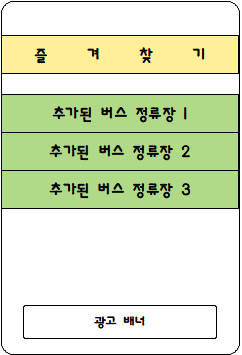 즐 겨 찾 기
추가된 버스 정류장 1
추가된 버스 정류장 2
추가된 버스 정류장 3
광고 배너